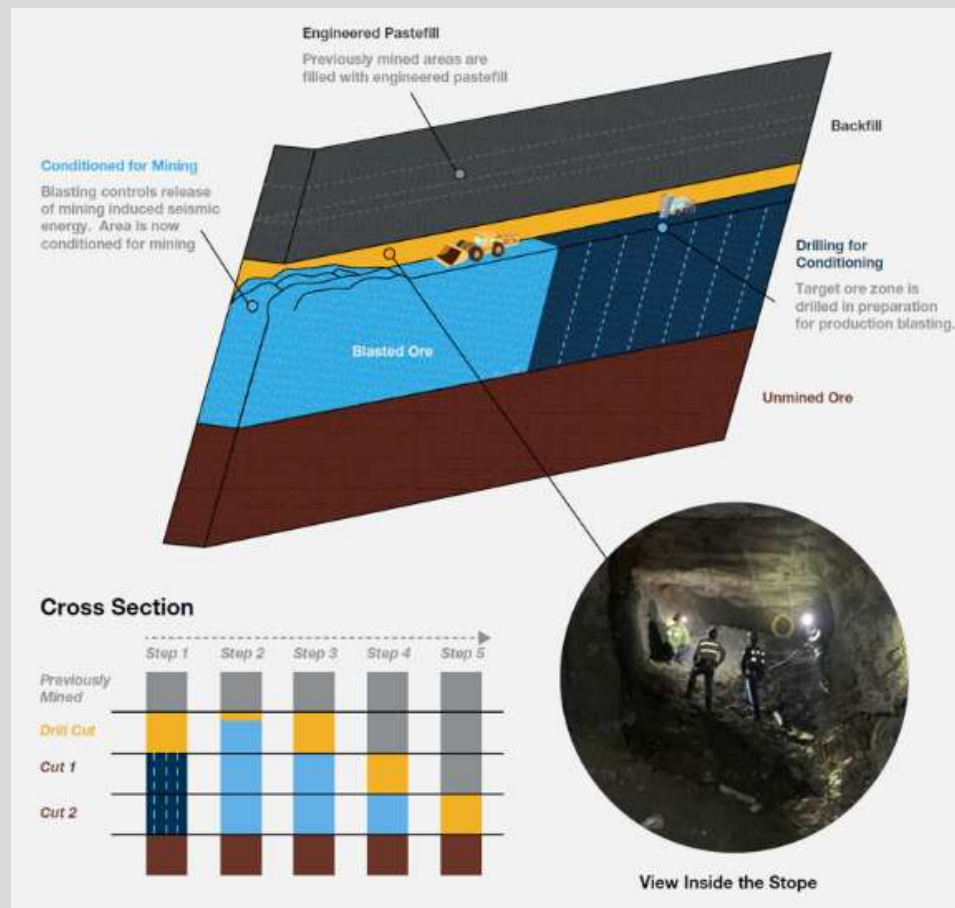 Engineered Pastefill
Previously mined areas are
filled with engineered pastefill
Backfill
Conditioned for Mining
Blasting controls release
of mining induced seismic
energy. Area is now
conditioned for mining
Drilling for
Conditioning
Target ore zone is
drilled in preparation
for production blasting.
Blasted Ore
Unmined Ore
Cross Section
Step 1 Step 2 Step 3 Step 4 Step 5
Previously
Mined
Drill Cut
Cut 1
Cut 2
View Inside the Stope